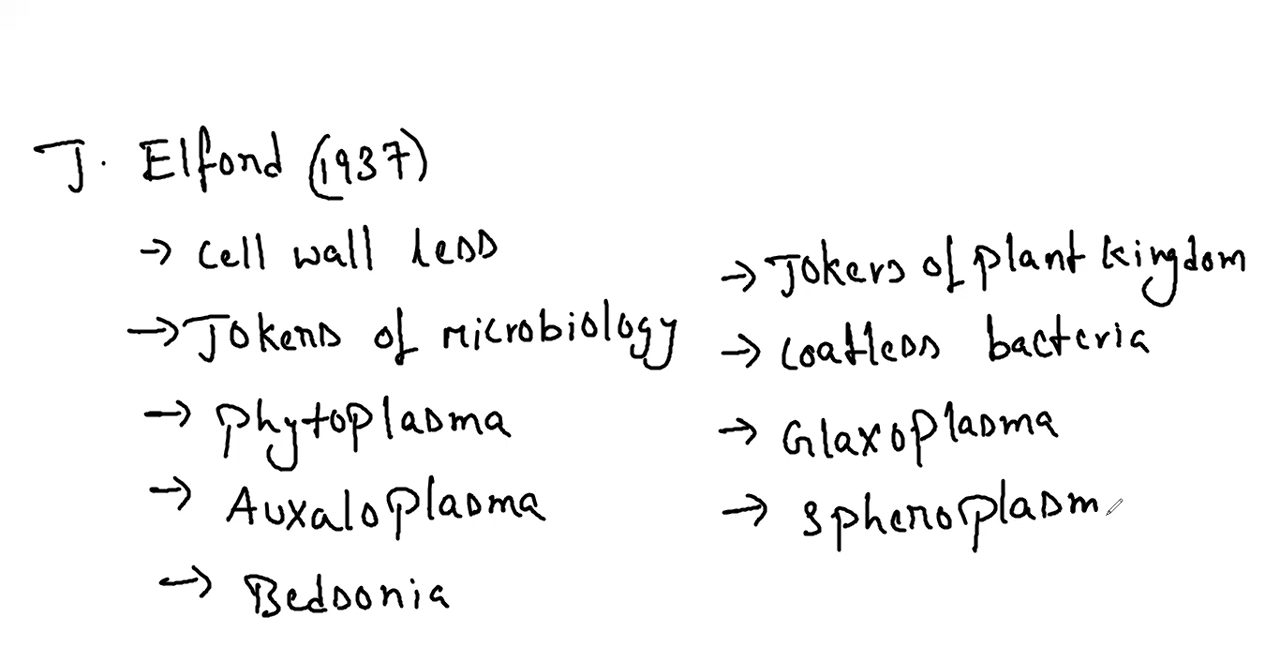 J. Elford (1937)
→ Cell wall less
→ Jokers of microbiology
→ Phytoplasma
→ Auxaloplasma
→ Bedsonia
→ Jokers of plant kingdom
→ Coatless bacteria
→ Glaxoplasma
→ Spheroplasm